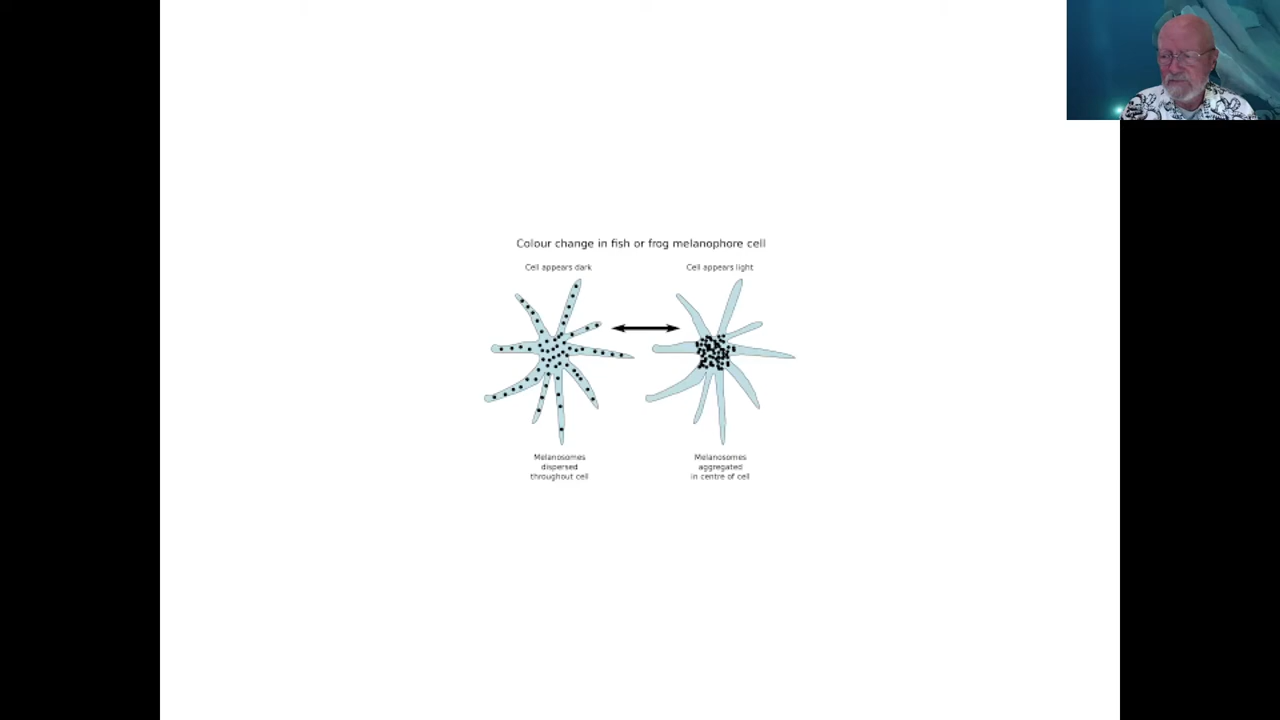 Colour change in fish or frog melanophore cell
Cell appears dark
Cell appears light
Melanosomes
dispersed
throughout cell
Melanosomes
aggregated
in centre of cell